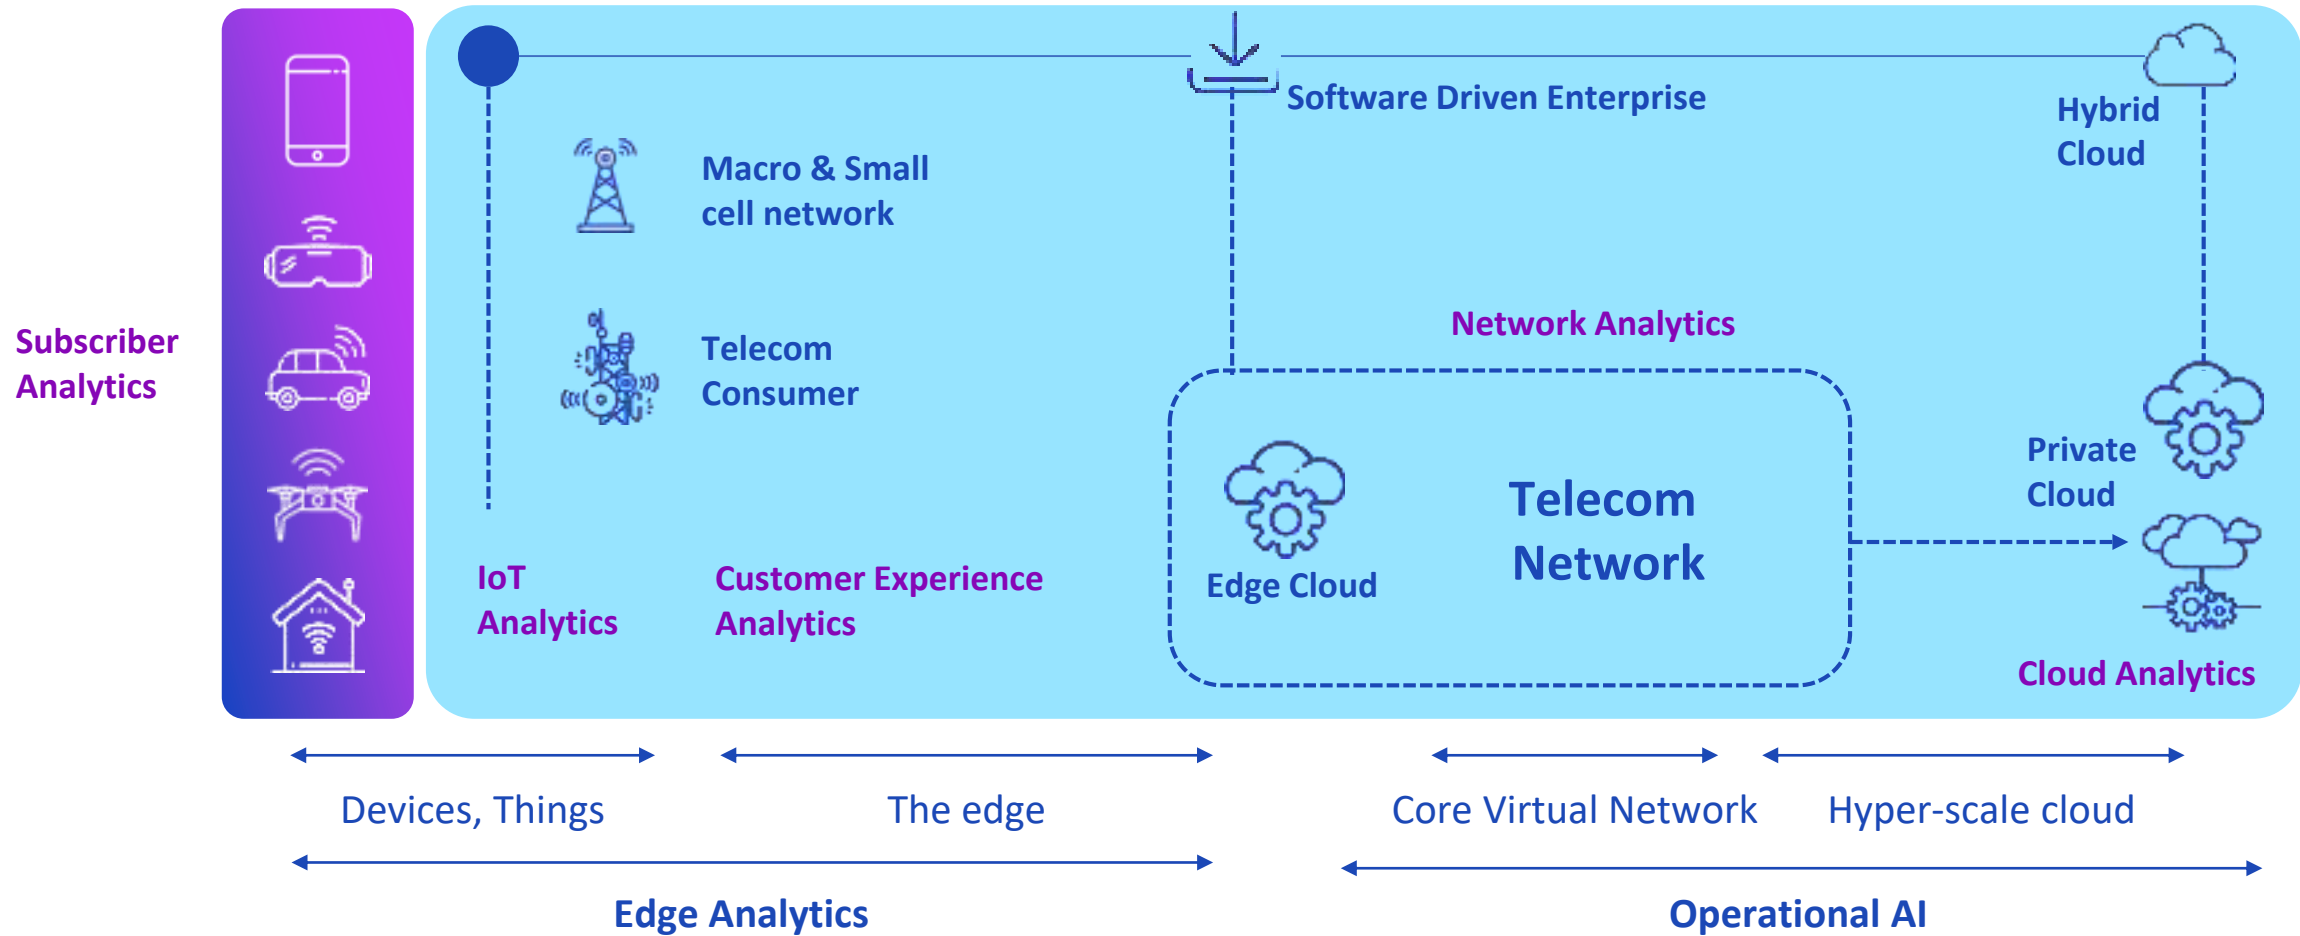 Software Driven Enterprise
Hybrid
Cloud
Macro & Small
cell network
Subscriber
Analytics
Telecom
Consumer
Network Analytics
Private
Cloud
Telecom
Network
Edge Cloud
IoT
Analytics
Customer Experience
Analytics
Cloud Analytics
Devices, Things
The edge
Core Virtual Network
Hyper-scale cloud
Edge Analytics
Operational AI